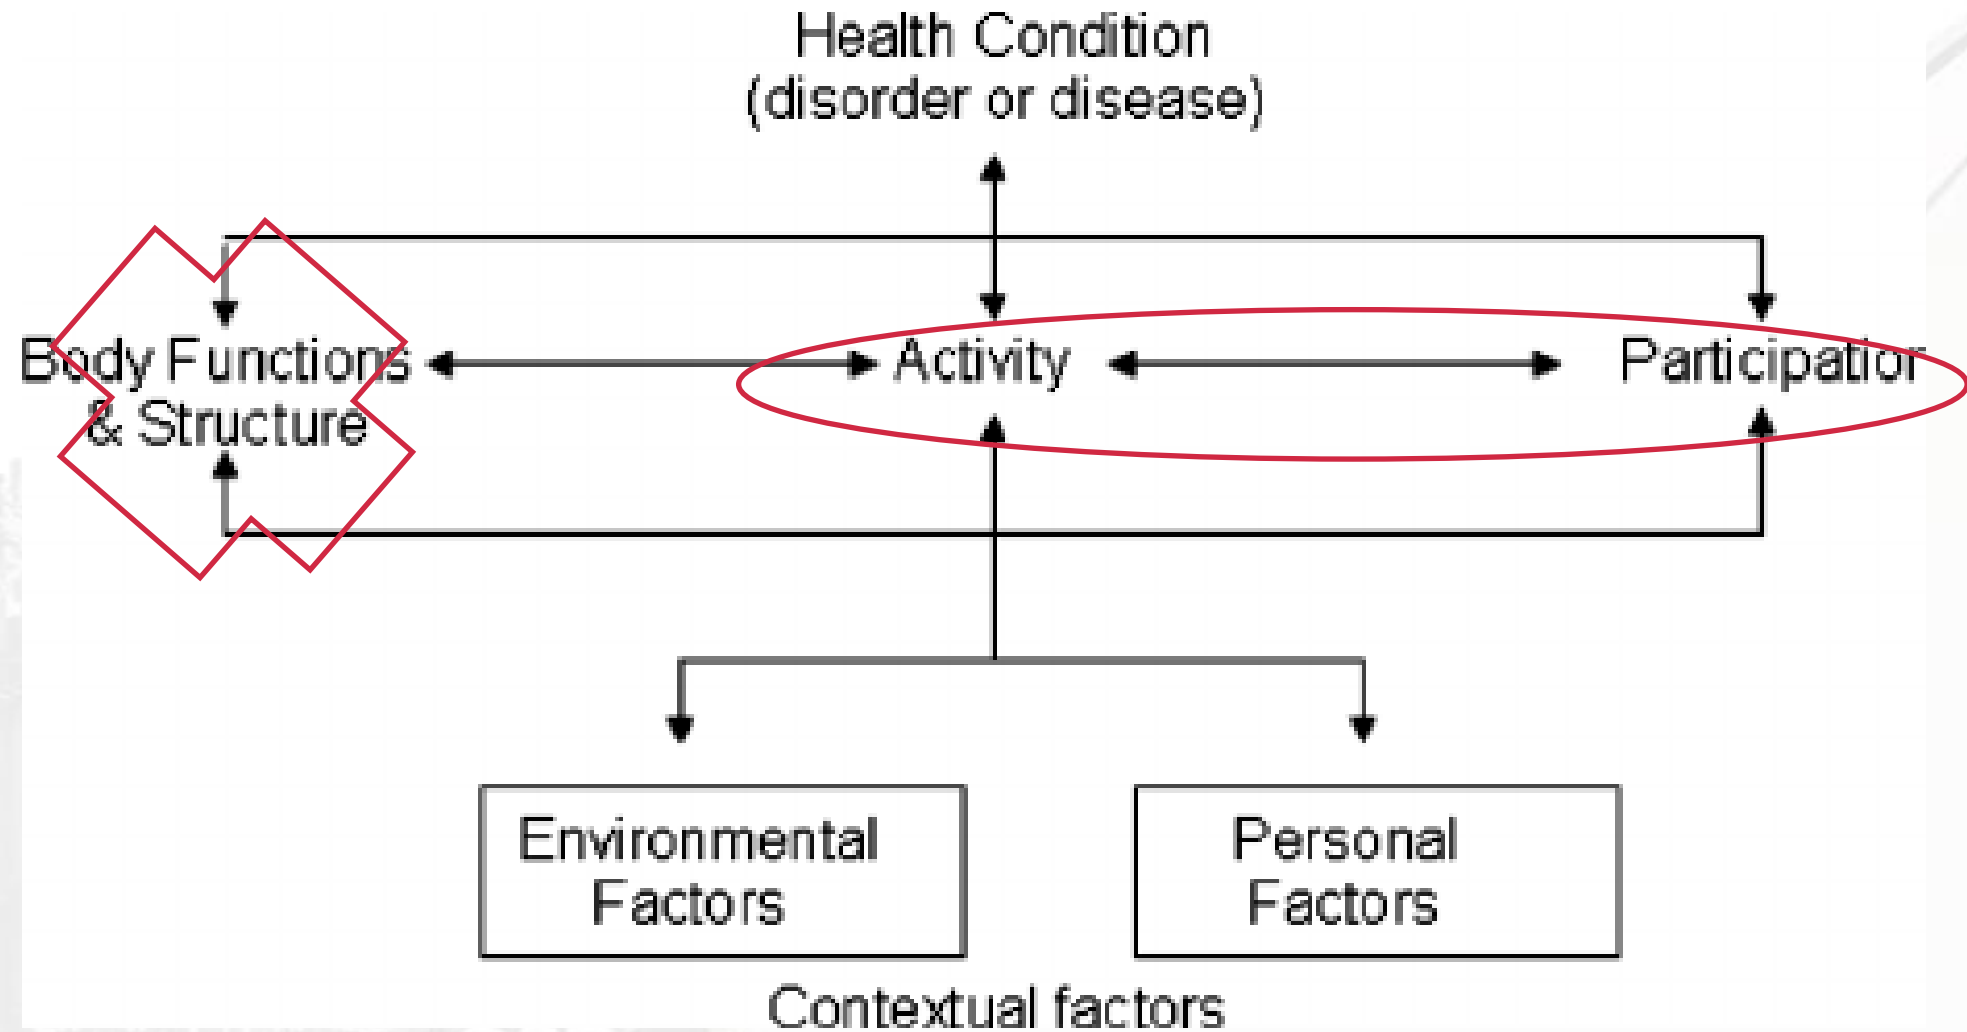 Health Condition
(disorder or disease)
Body Functions
& Structure
Activity
Participation
Environmental
Factors
Personal
Factors
Contextual factors